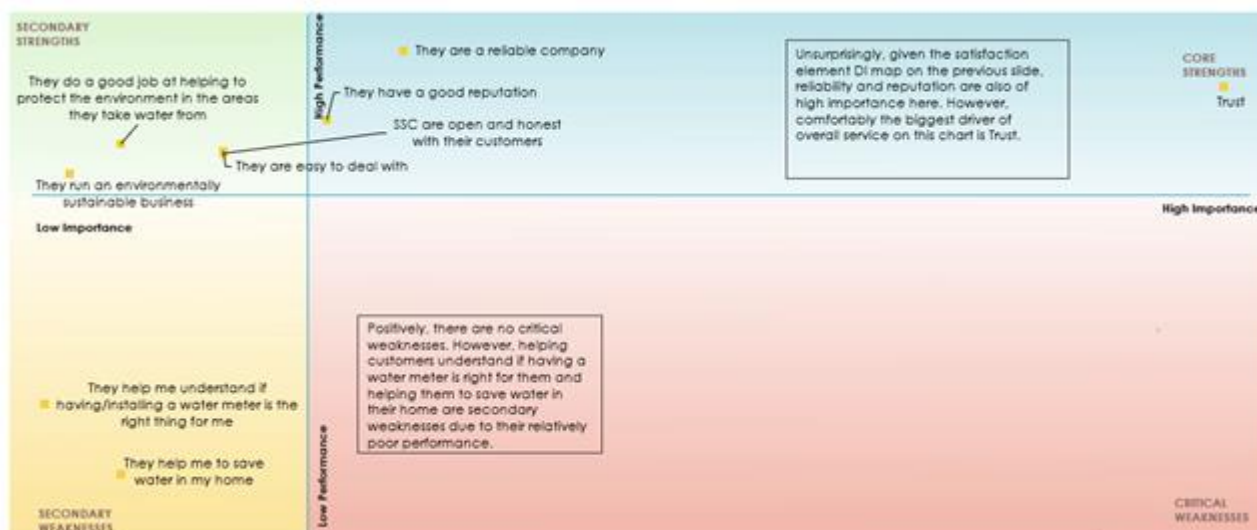 SECONDARY
STRENGTHS
They do a good job at helping to
protect the environment in the areas
they take water from
They run an environmentally
sustainable business
Low Importance
High Performance
They are a reliable company
They have a good reputation
SSC are open and honest
with their customers
They are easy to deal with
Unsurprisingly, given the satisfaction
element DI map on the previous slide,
reliability and reputation are also of
high importance here. However,
comfortably the biggest driver of
overall service on this chart is Trust.
CORE
STRENGTHS
Trust
High Importance
They help me understand if
having/installing a water meter is the
right thing for me
They help me to save
water in my home
SECONDARY
WEAKNESSES
Low Performance
Positively, there are no critical
weaknesses. However, helping
customers understand if having a
water meter is right for them and
helping them to save water in
their home are secondary
weaknesses due to their relatively
poor performance.
CRITICAL
WEAKNESSES